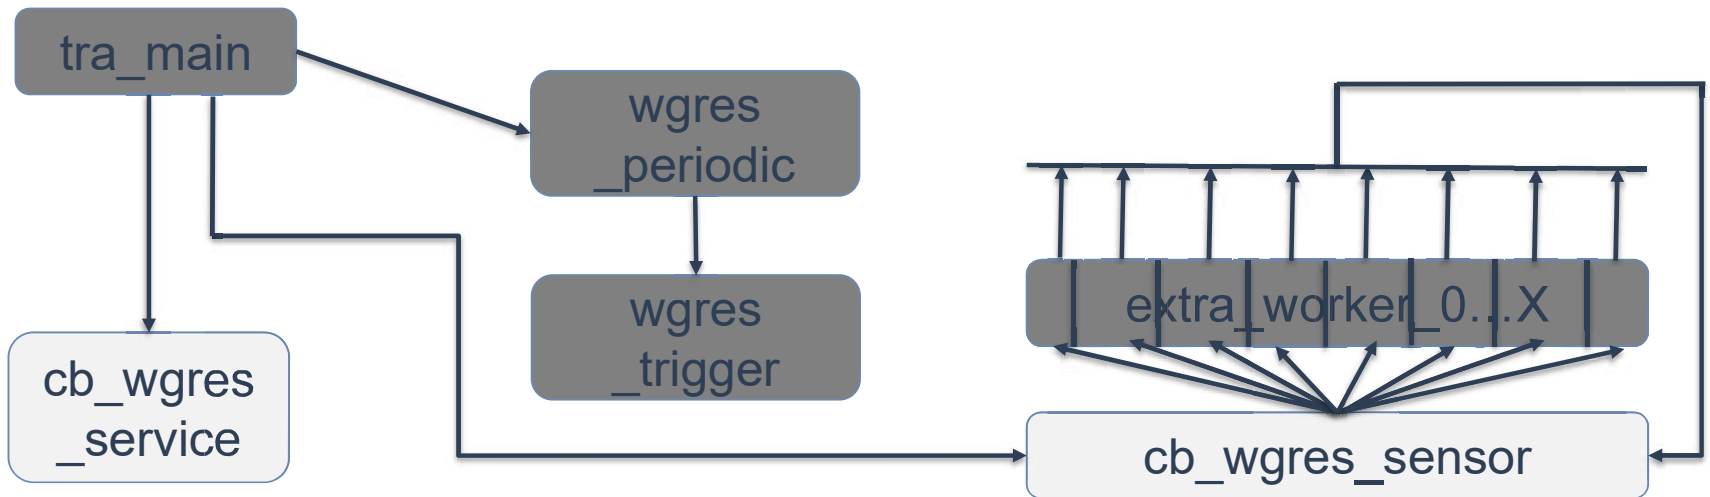 tra_main
wgres
_periodic
wgres
_trigger
cb_wgres
_service
extra_worker_0...X
cb_wgres_sensor